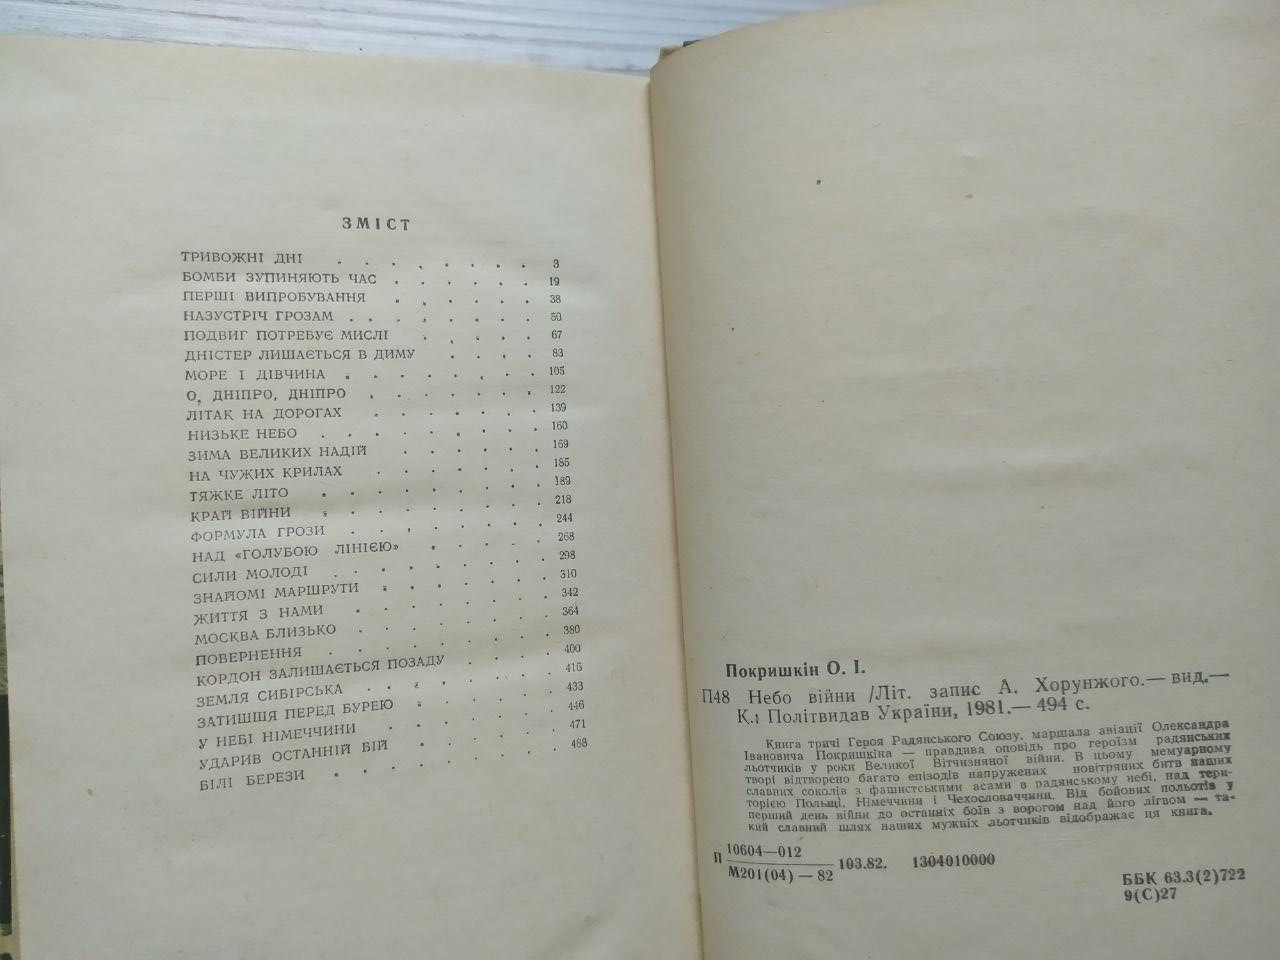 ЗМІСТ
ТРИВОЖНІ ДНІ . . . . . . . . 3
БОМБИ ЗУПИНЯЮТЬ ЧАС . . . . . . 19
ПЕРШІ ВИПРОБУВАННЯ . . . . . . 38
НАЗУСТРІЧ ГРОЗАМ . . . . . . . . 50
ПОДВИГ ПОТРЕБУЄ МИСЛІ . . . . . 67
ДНІСТЕР ЛИШАЄТЬСЯ В ДИМУ . . . . 83
МОРЕ І ДІВЧИНА . . . . . . . . 105
О, ДНІПРО, ДНІПРО . . . . . . . 122
ЛІТАК НА ДОРОГАХ . . . . . . . 139
НИЗЬКЕ НЕБО . . . . . . . . . 160
ЗИМА ВЕЛИКИХ НАДІЙ . . . . . . 169
НА ЧУЖИХ КРИЛАХ . . . . . . . 185
ТЯЖКЕ ЛІТО . . . . . . . . . 189
КРАЙ ВІЙНИ . . . . . . . . . 218
ФОРМУЛА ГРОЗИ . . . . . . . . 244
НАД «ГОЛУБОЮ ЛІНІЄЮ» . . . . . 268
СИЛИ МОЛОДІ . . . . . . . . . 298
ЗНАЙОМІ МАРШРУТИ . . . . . . . 310
ЖИТТЯ З НАМИ . . . . . . . . 342
МОСКВА БЛИЗЬКО . . . . . . . . 364
ПОВЕРНЕННЯ . . . . . . . . . 380
КОРДОН ЗАЛИШАЄТЬСЯ ПОЗАДУ . . . . 400
ЗЕМЛЯ СИБІРСЬКА . . . . . . . . 416
ЗАТИШШЯ ПЕРЕД БУРЕЮ . . . . . . 433
У НЕБІ НІМЕЧЧИНИ . . . . . . . 446
УДАРИВ ОСТАННІЙ БІЙ . . . . . . 471
БІЛІ БЕРЕЗИ . . . . . . . . . 488
Покришкін О. І.
П48 Небо війни /Літ. запис А. Хорунжого.— вид.—
К.: Політвидав України, 1981.— 494 с.
Книга тричі Героя Радянського Союзу, маршала авіації Олександра
Івановича Покришкіна — правдива оповідь про героїзм радянських
льотчиків у роки Великої Вітчизняної війни. В цьому мемуарному
творі відтворено багато епізодів напружених повітряних битв наших
славних соколів з фашистськими асами в радянському небі, над тери-
торією Польщі, Німеччини і Чехословаччини. Від бойових польотів у
перший день війни до останніх боїв з ворогом над його лігвом — та-
кий славний шлях наших мужніх льотчиків відображає ця книга.
П 10604—012
М201(04)—82 103.82. 1304010000
ББК 63.3(2)722
9(С)27